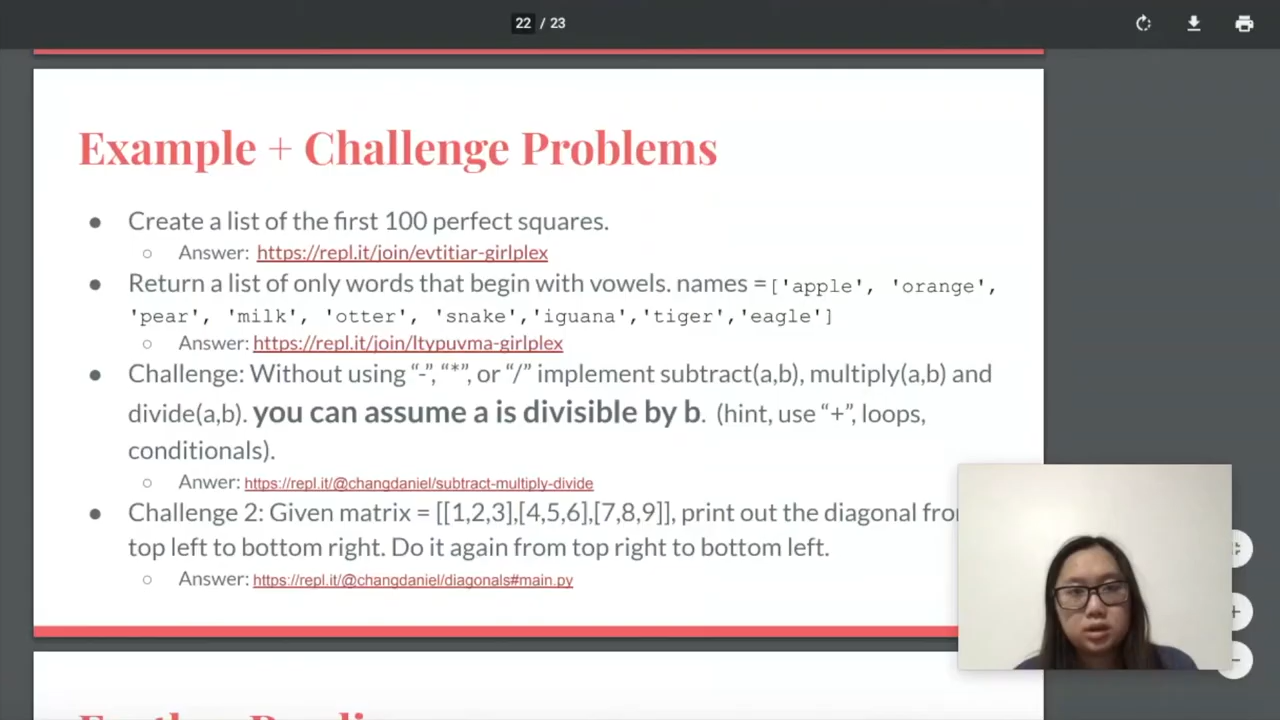 22 / 23
Example + Challenge Problems
● Create a list of the first 100 perfect squares.
○ Answer: https://repl.it/join/evtitiar-girlplex
● Return a list of only words that begin with vowels. names =['apple', 'orange',
'pear', 'milk', 'otter', 'snake','iguana','tiger','eagle']
○ Answer: https://repl.it/join/ltypuvma-girlplex
● Challenge: Without using “-”, “*”, or “/” implement subtract(a,b), multiply(a,b) and
divide(a,b). you can assume a is divisible by b. (hint, use “+”, loops,
conditionals).
○ Anwer: https://repl.it/@changdaniel/subtract-multiply-divide
● Challenge 2: Given matrix = [[1,2,3],[4,5,6],[7,8,9]], print out the diagonal
top left to bottom right. Do it again from top right to bottom left.
○ Answer: https://repl.it/@changdaniel/diagonals#main.py